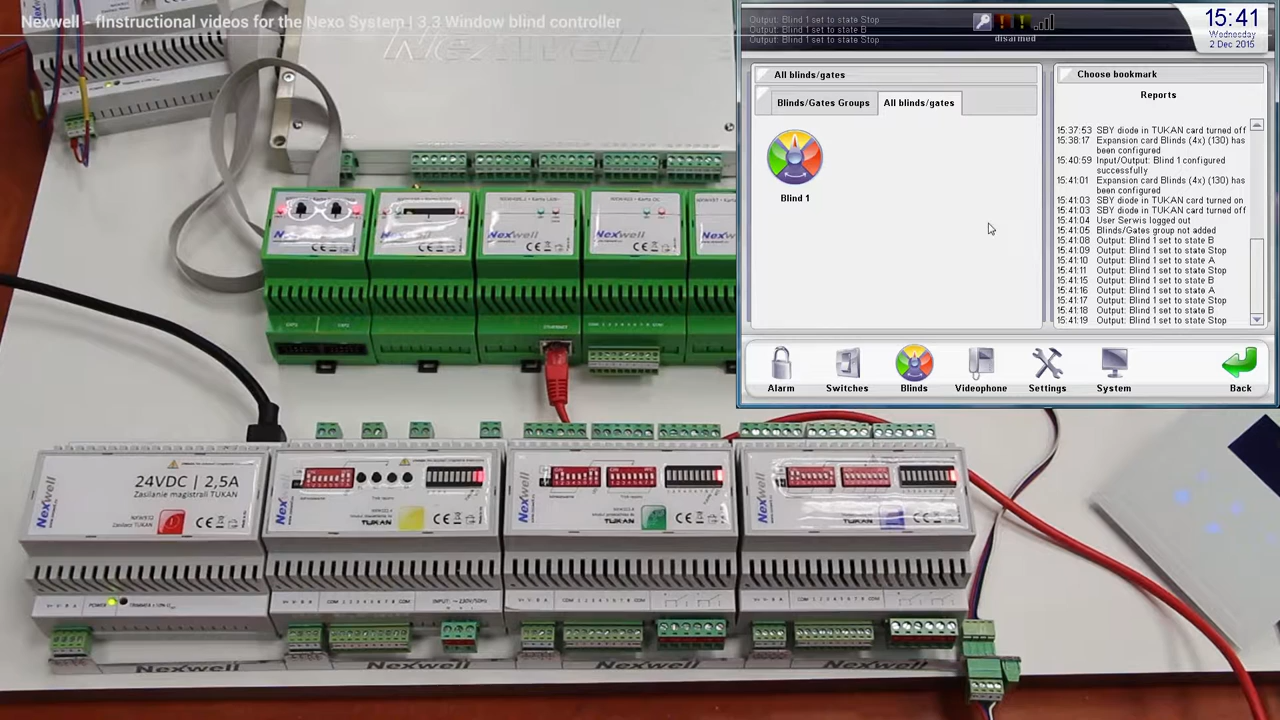 Nexwell - fInstructional videos for the Nexo System | 3.3 Window blind controller
Output: Blind 1 set to state Stop
Output: Blind 1 set to state B
Output: Blind 1 set to state Stop
disarmed
15:41
Wednesday
2 Dec 2015
All blinds/gates
Blinds/Gates Groups
All blinds/gates
Blind 1
Choose bookmark
Reports
15:37:53 SBY diode in TUKAN card turned off
15:38:17 Expansion card Blinds (4x) (130) has
been configured
15:40:59 Input/Output: Blind 1 configured
successfully
15:41:01 Expansion card Blinds (4x) (130) has
been configured
15:41:03 SBY diode in TUKAN card turned on
15:41:03 SBY diode in TUKAN card turned off
15:41:04 User Serwis logged out
15:41:05 Blinds/Gates group not added
15:41:08 Output: Blind 1 set to state B
15:41:09 Output: Blind 1 set to state Stop
15:41:10 Output: Blind 1 set to state A
15:41:11 Output: Blind 1 set to state Stop
15:41:15 Output: Blind 1 set to state B
15:41:16 Output: Blind 1 set to state A
15:41:17 Output: Blind 1 set to state Stop
15:41:18 Output: Blind 1 set to state B
15:41:19 Output: Blind 1 set to state Stop
Alarm
Switches
Blinds
Videophone
Settings
System
Back
Nexwell
Nexwell
Nexwell
Nexwell
Nexwell
ETHERNET
Nexwell
24VDC | 2,5A
Zasilanie magistrali TUKAN
Zasilacz TUKAN
POWER
TUKAN
INPUT: ~ 230V/50Hz
TUKAN
TUKAN
Nexwell
Nexwell
Nexwell
Nexwell